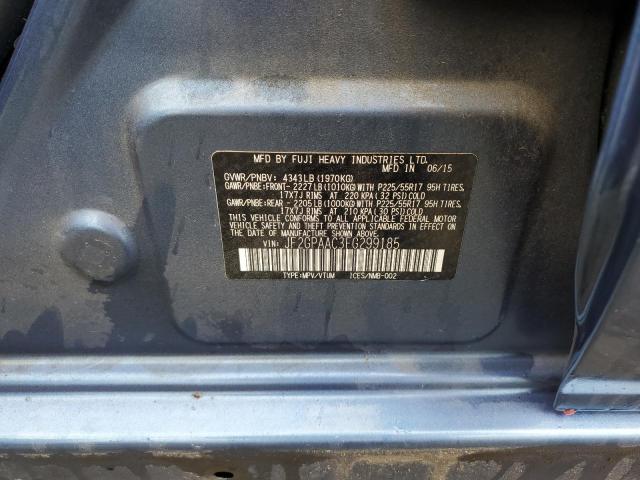 MFD BY FUJI HEAVY INDUSTRIES LTD.
MFD IN 06/15
GVWR/PNBV: 4343LB(1970KG)
GAWR/PNBE:FRONT-2227LB(1010KG)WITH P225/55R17 95H TIRES,
17X7J RIMS AT 220 KPA(32 PSI)COLD
GAWR/PNBE:REAR -2205LB(1000KG)WITH P225/55R17 95H TIRES,
17X7J RIMS AT 210 KPA(30 PSI)COLD
THIS VEHICLE CONFORMS TO ALL APPLICABLE FEDERAL MOTOR
VEHICLE SAFETY AND THEFT PREVENTION STANDARDS IN EFFECT
ON THE DATE OF MANUFACTURE SHOWN ABOVE.
VIN: JF2GPAAC3FG299185
TYPE:MPV/VTUM ICES/NMB-002